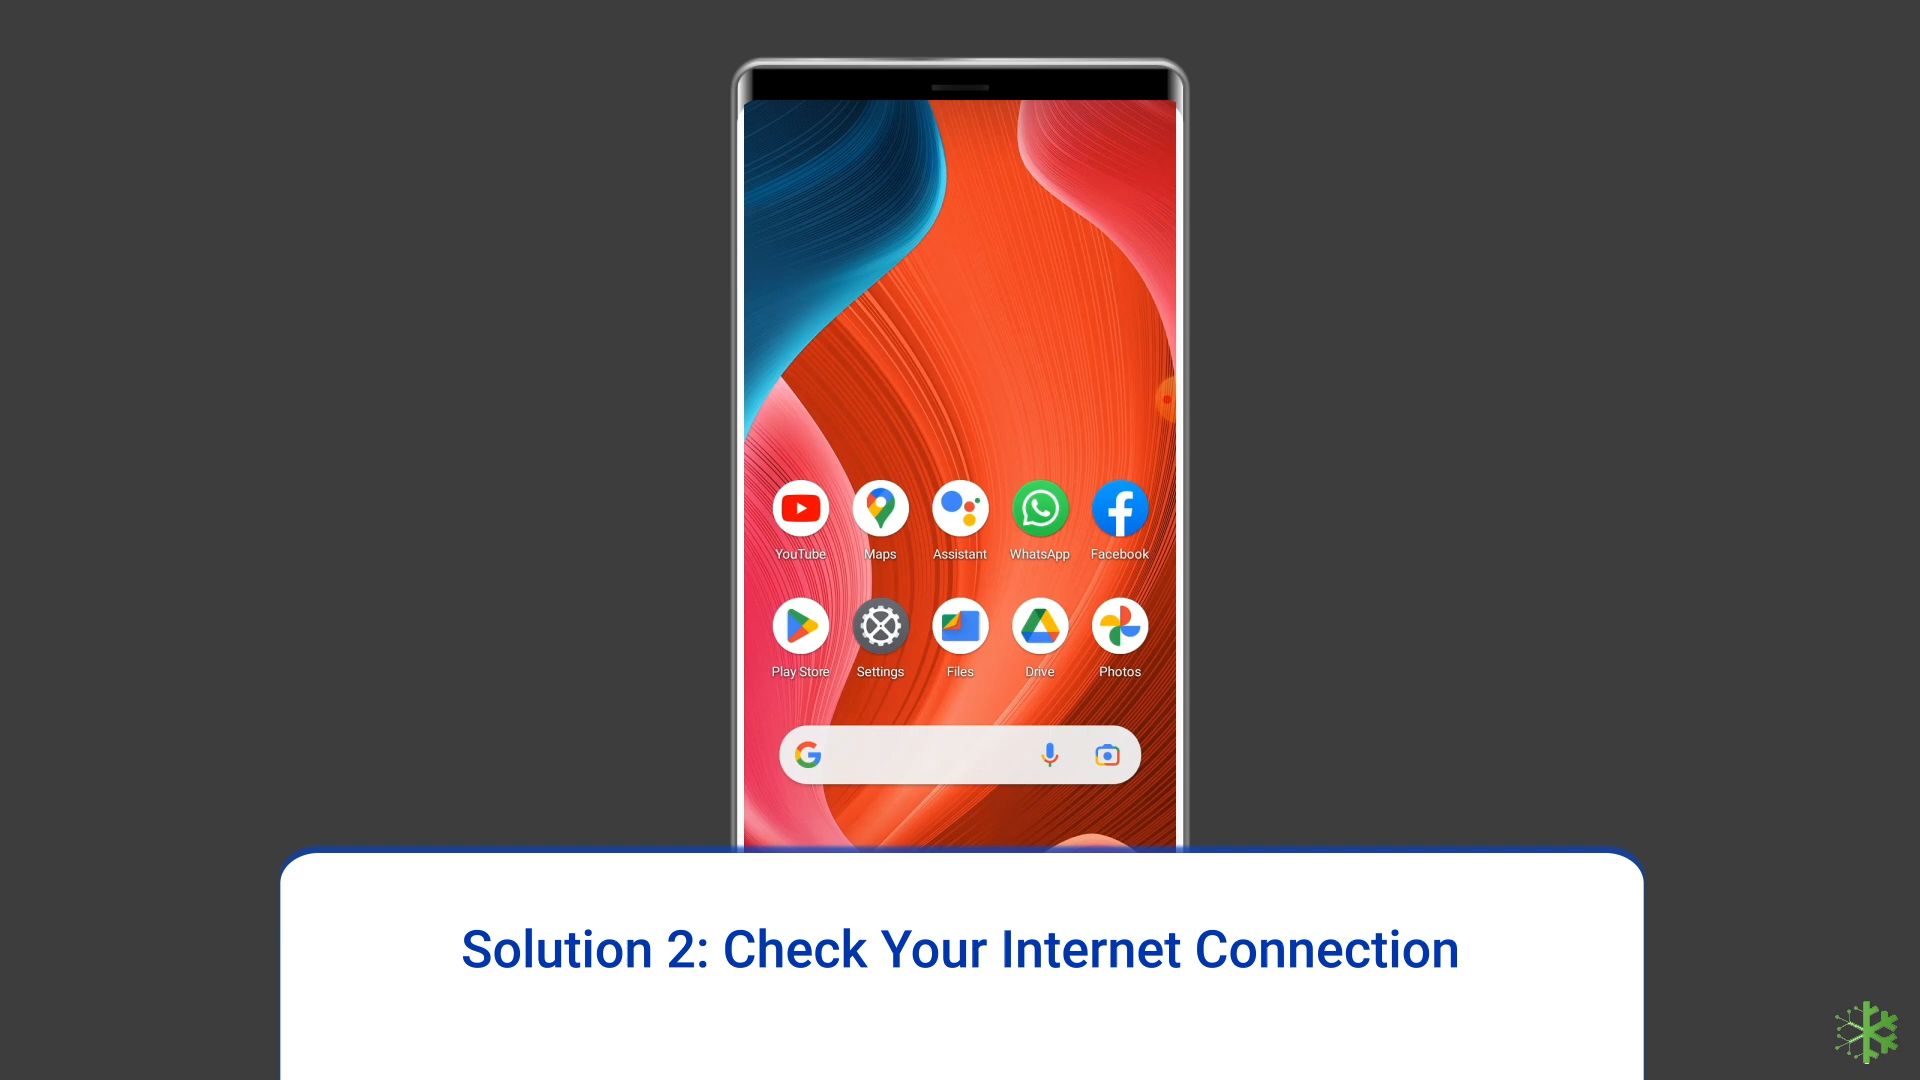 YouTube Maps Assistant WhatsApp Facebook
Play Store Settings Files Drive Photos
Solution 2: Check Your Internet Connection